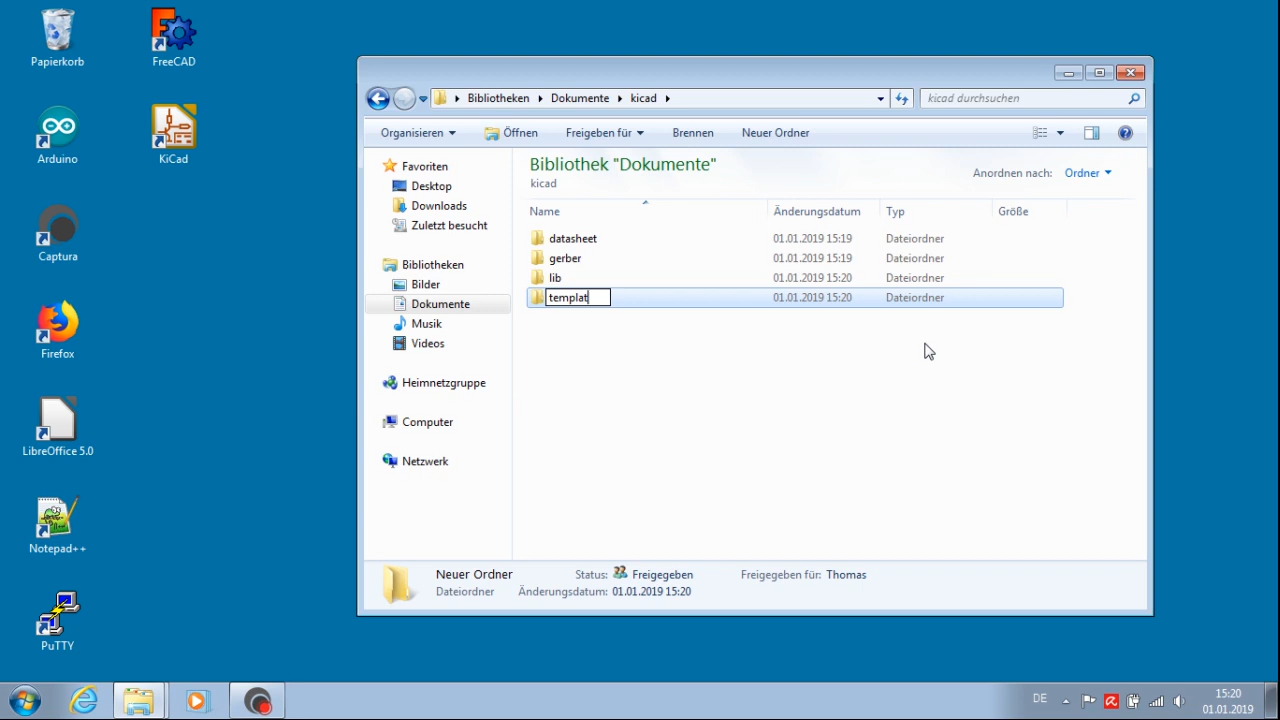 Papierkorb
FreeCAD
Arduino
KiCad
Captura
Firefox
LibreOffice 5.0
Notepad++
PuTTY
Bibliotheken Dokumente kicad
kicad durchsuchen
Organisieren Öffnen Freigeben für Brennen Neuer Ordner
Favoriten
Desktop
Downloads
Zuletzt besucht
Bibliotheken
Bilder
Dokumente
Musik
Videos
Heimnetzgruppe
Computer
Netzwerk
Bibliothek "Dokumente"
kicad
Anordnen nach: Ordner
Name Änderungsdatum Typ Größe
datasheet 01.01.2019 15:19 Dateiordner
gerber 01.01.2019 15:19 Dateiordner
lib 01.01.2019 15:20 Dateiordner
templat 01.01.2019 15:20 Dateiordner
Neuer Ordner Status: Freigegeben Freigegeben für: Thomas
Dateiordner Änderungsdatum: 01.01.2019 15:20
DE
15:20
01.01.2019